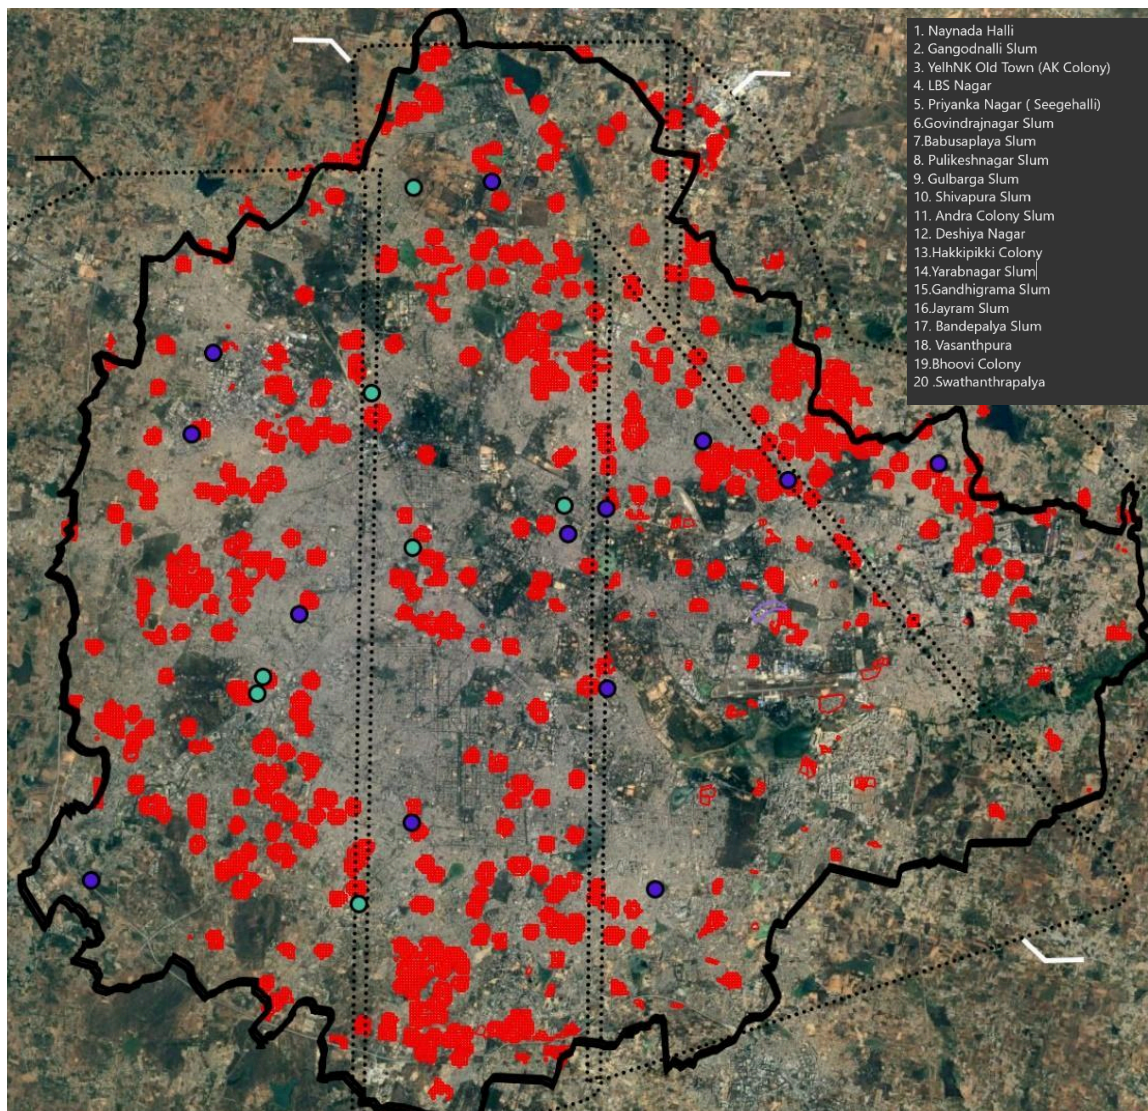 1. Naynada Halli
2. Gangodnalli Slum
3. YelhNK Old Town (AK Colony)
4. LBS Nagar
5. Priyanka Nagar ( Seegehalli)
6.Govindrajnagar Slum
7.Babusaplaya Slum
8. Pulikeshnagar Slum
9. Gulbarga Slum
10. Shivapura Slum
11. Andra Colony Slum
12. Deshiya Nagar
13.Hakkipikki Colony
14.Yarabnagar Slum
15.Gandhigrama Slum
16.Jayram Slum
17. Bandepalya Slum
18. Vasanthpura
19.Bhoovi Colony
20 .Swathanthrapalya